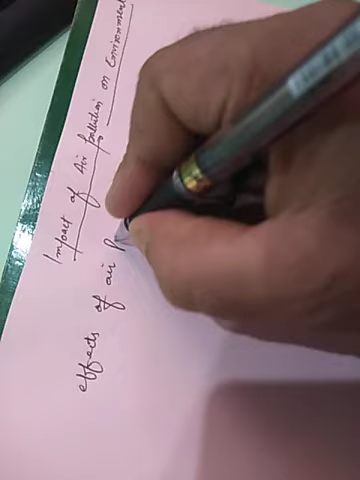 Impact of Air pollution on Environment
effects of air P